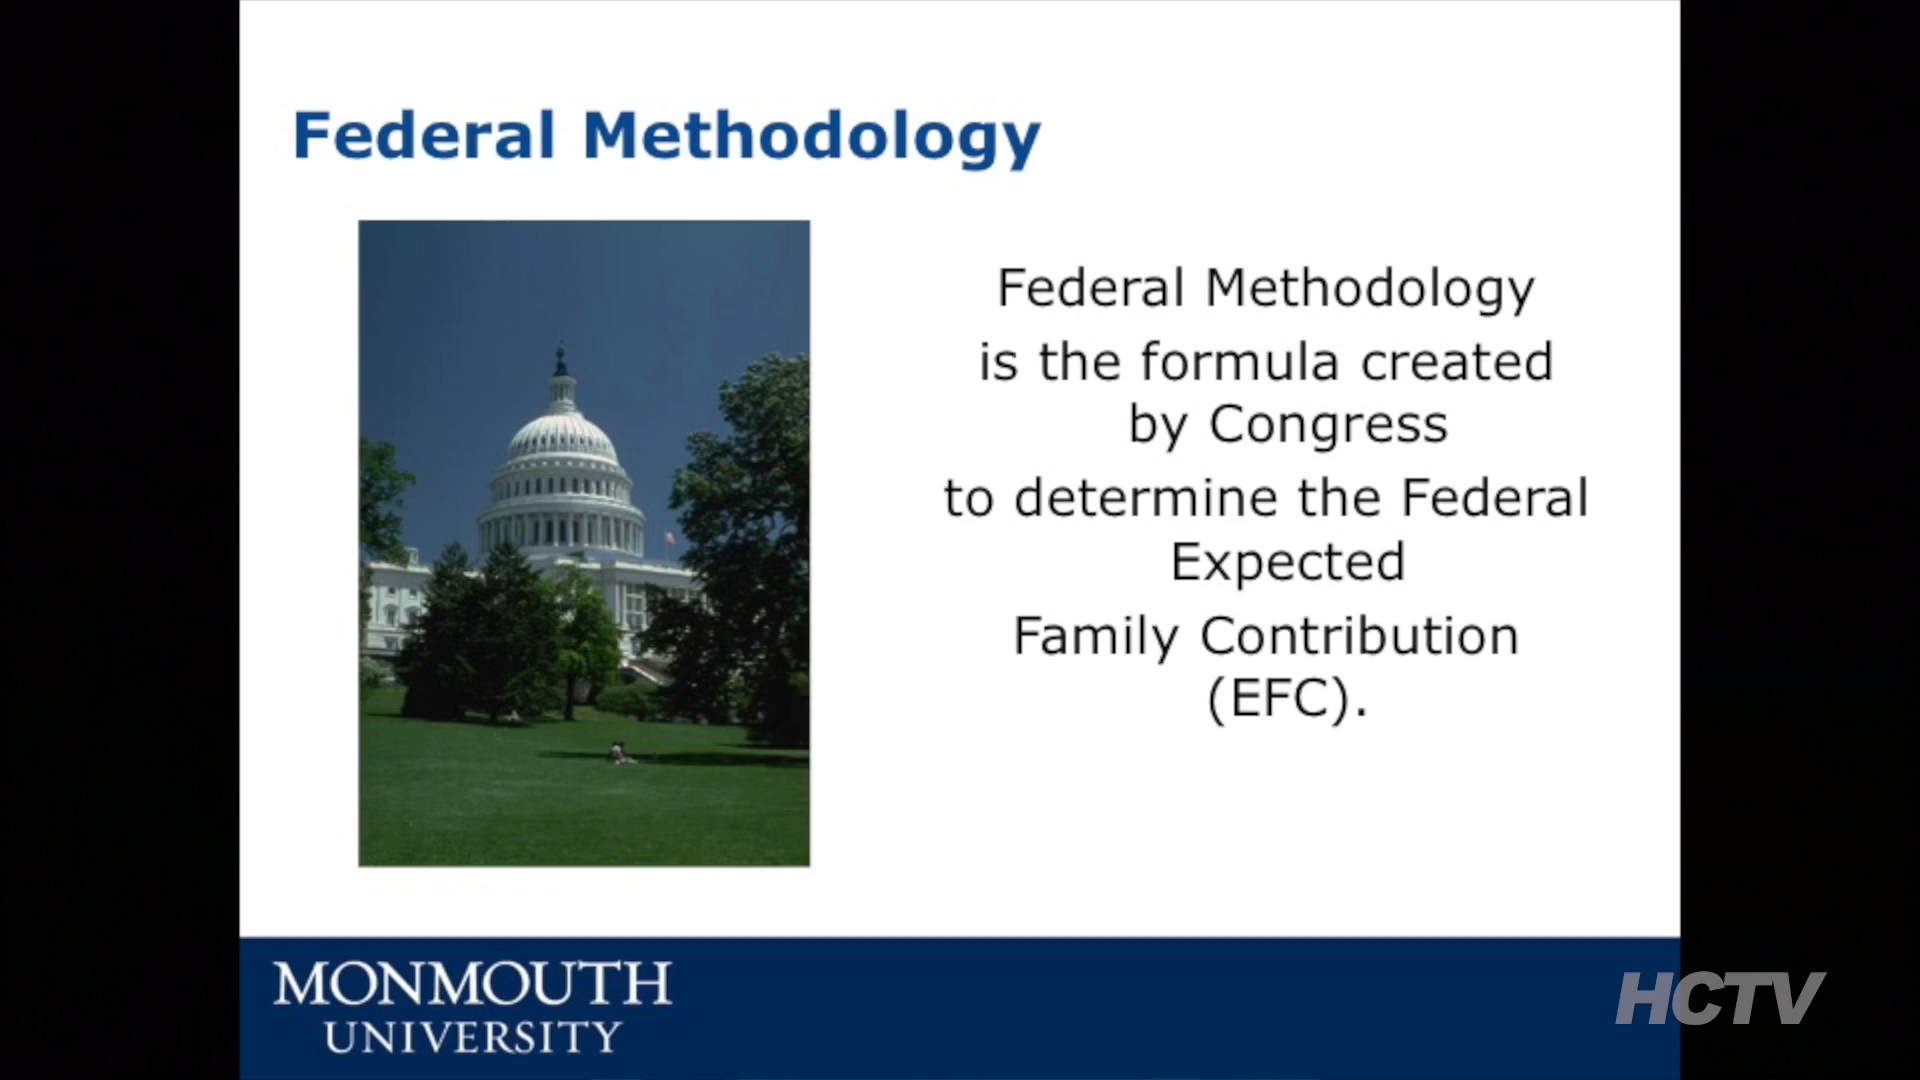 Federal Methodology
Federal Methodology
is the formula created
by Congress
to determine the Federal
Expected
Family Contribution
(EFC).
MONMOUTH
UNIVERSITY
HCTV